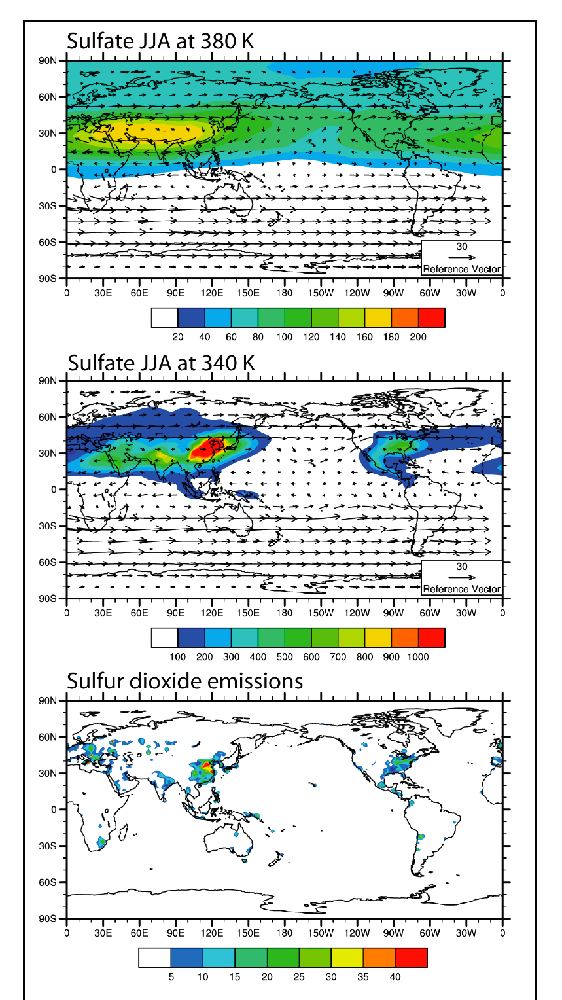 Sulfate JJA at 380 K
90N
60N
30N
0
30S
60S
90S
30
Reference Vector
0 30E 60E 90E 120E 150E 180 150W 120W 90W 60W 30W 0
20 40 60 80 100 120 140 160 180 200
Sulfate JJA at 340 K
90N
60N
30N
0
30S
60S
90S
30
Reference Vector
0 30E 60E 90E 120E 150E 180 150W 120W 90W 60W 30W 0
100 200 300 400 500 600 700 800 900 1000
Sulfur dioxide emissions
90N
60N
30N
0
30S
60S
90S
0 30E 60E 90E 120E 150E 180 150W 120W 90W 60W 30W 0
5 10 15 20 25 30 35 40